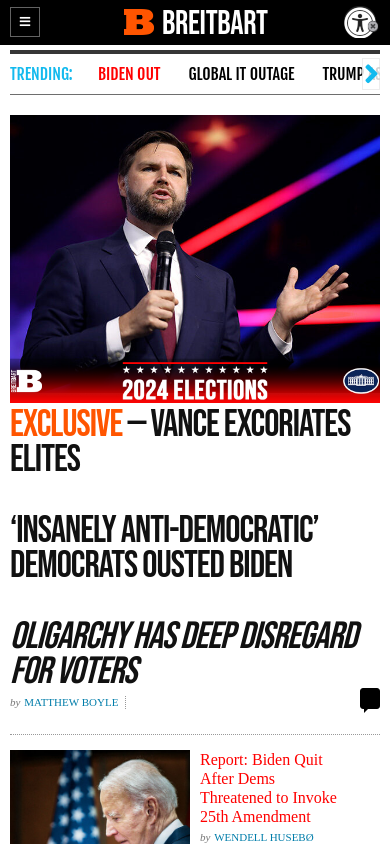 BREITBART
TRENDING:
BIDEN OUT
GLOBAL IT OUTAGE
TRUMP
BREITBART
2024 ELECTIONS
EXCLUSIVE – VANCE EXCORIATES
ELITES
‘INSANELY ANTI-DEMOCRATIC’
DEMOCRATS OUSTED BIDEN
OLIGARCHY HAS DEEP DISREGARD
FOR VOTERS
by MATTHEW BOYLE
Report: Biden Quit
After Dems
Threatened to Invoke
25th Amendment
by WENDELL HUSEBØ